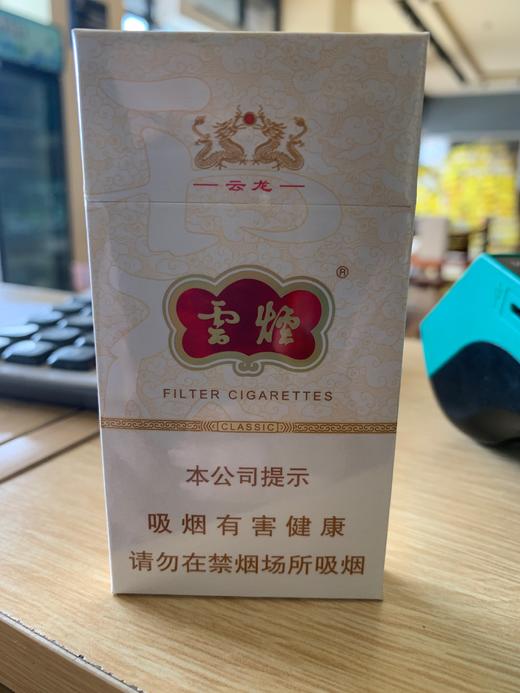 云龙
雲煙
®
FILTER CIGARETTES
CLASSIC
本公司提示
吸烟有害健康
请勿在禁烟场所吸烟